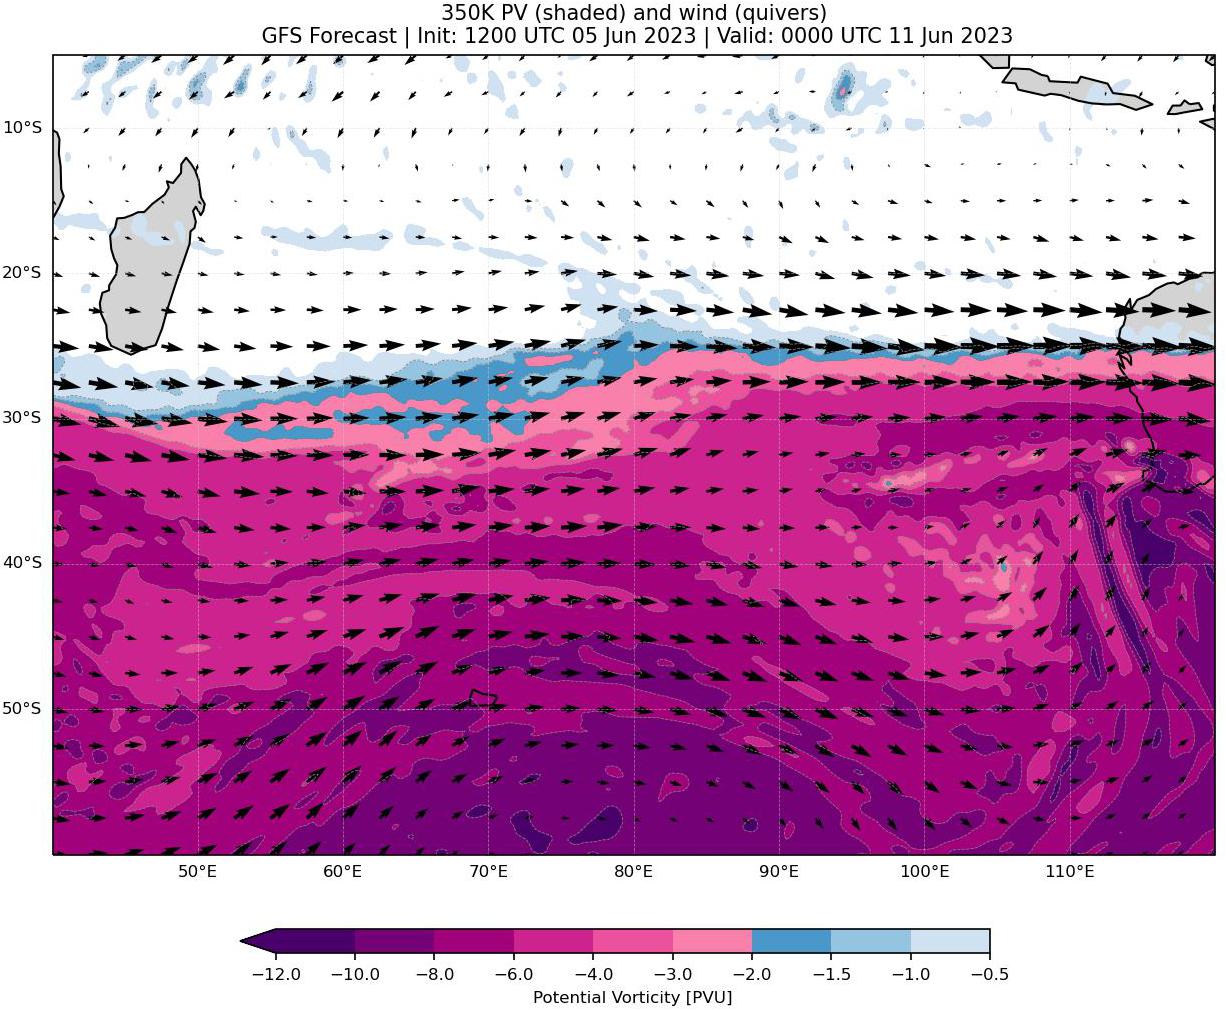 350K PV (shaded) and wind (quivers)
GFS Forecast | Init: 1200 UTC 05 Jun 2023 | Valid: 0000 UTC 11 Jun 2023
10°S
20°S
30°S
40°S
50°S
50°E 60°E 70°E 80°E 90°E 100°E 110°E
−12.0 −10.0 −8.0 −6.0 −4.0 −3.0 −2.0 −1.5 −1.0 −0.5
Potential Vorticity [PVU]